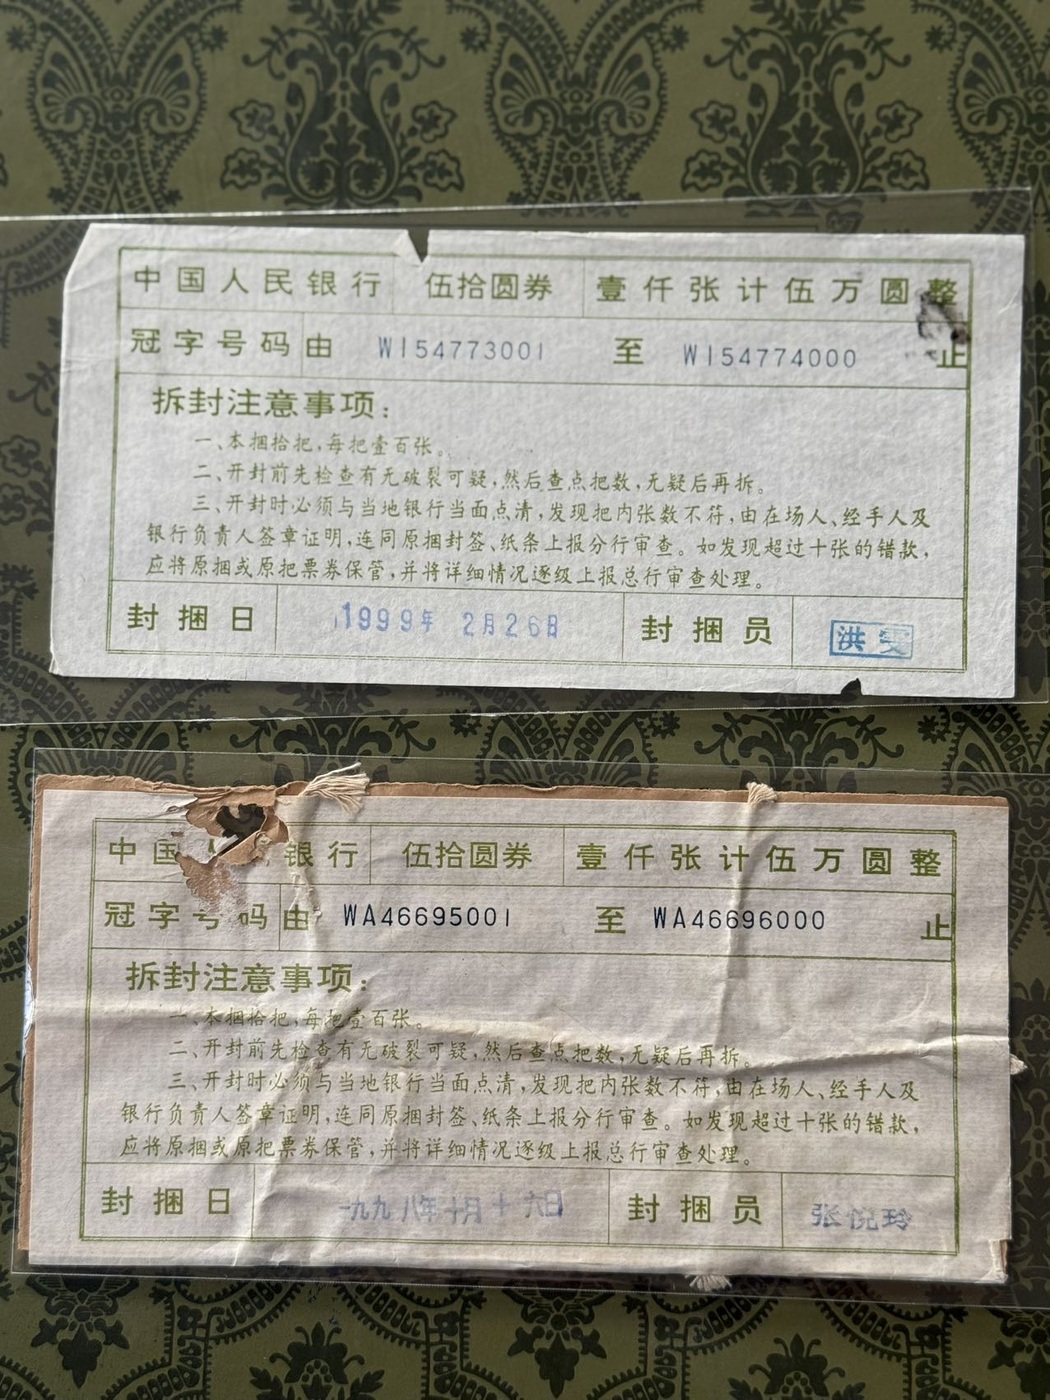 中国人民银行 伍拾圆券 壹仟张计伍万圆整
冠字号码由 WI54773001 至 WI54774000 止
拆封注意事项：
一、本捆拾把，每把壹百张。
二、开封前先检查有无破裂可疑，然后查点把数，无疑后再拆。
三、开封时必须与当地银行当面点清，发现把内张数不符，由在场人、经手人及
银行负责人签章证明，连同原捆封签、纸条上报分行审查。如发现超过十张的错款，
应将原捆或原把票券保管，并将详细情况逐级上报总行审查处理。
封捆日 1999年 2月26日 封捆员 洪
中国 银行 伍拾圆券 壹仟张计伍万圆整
冠字号码由 WA46695001 至 WA46696000 止
拆封注意事项：
一、本捆拾把，每把壹百张。
二、开封前先检查有无破裂可疑，然后查点把数，无疑后再拆。
三、开封时必须与当地银行当面点清，发现把内张数不符，由在场人、经手人及
银行负责人签章证明，连同原捆封签、纸条上报分行审查。如发现超过十张的错款，
应将原捆或原把票券保管，并将详细情况逐级上报总行审查处理。
封捆日 一九九八年十月十六日 封捆员 张悦玲